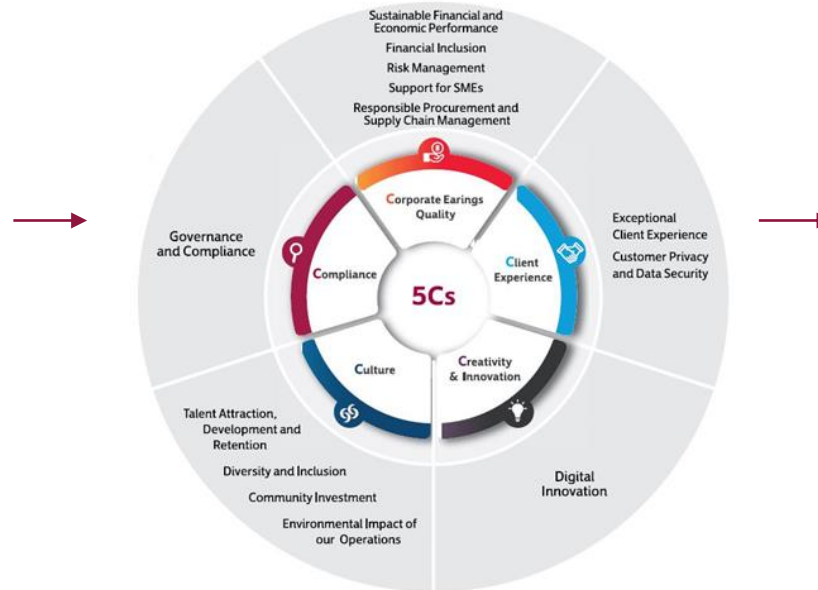 Sustainable Financial and
Economic Performance
Financial Inclusion
Risk Management
Support for SMEs
Responsible Procurement and
Supply Chain Management
Corporate Earings
Quality
Governance
and Compliance
Compliance
5Cs
Client
Experience
Exceptional
Client Experience
Customer Privacy
and Data Security
Culture
Creativity
& Innovation
Talent Attraction,
Development and
Retention
Diversity and Inclusion
Community Investment
Environmental Impact of
our Operations
Digital
Innovation